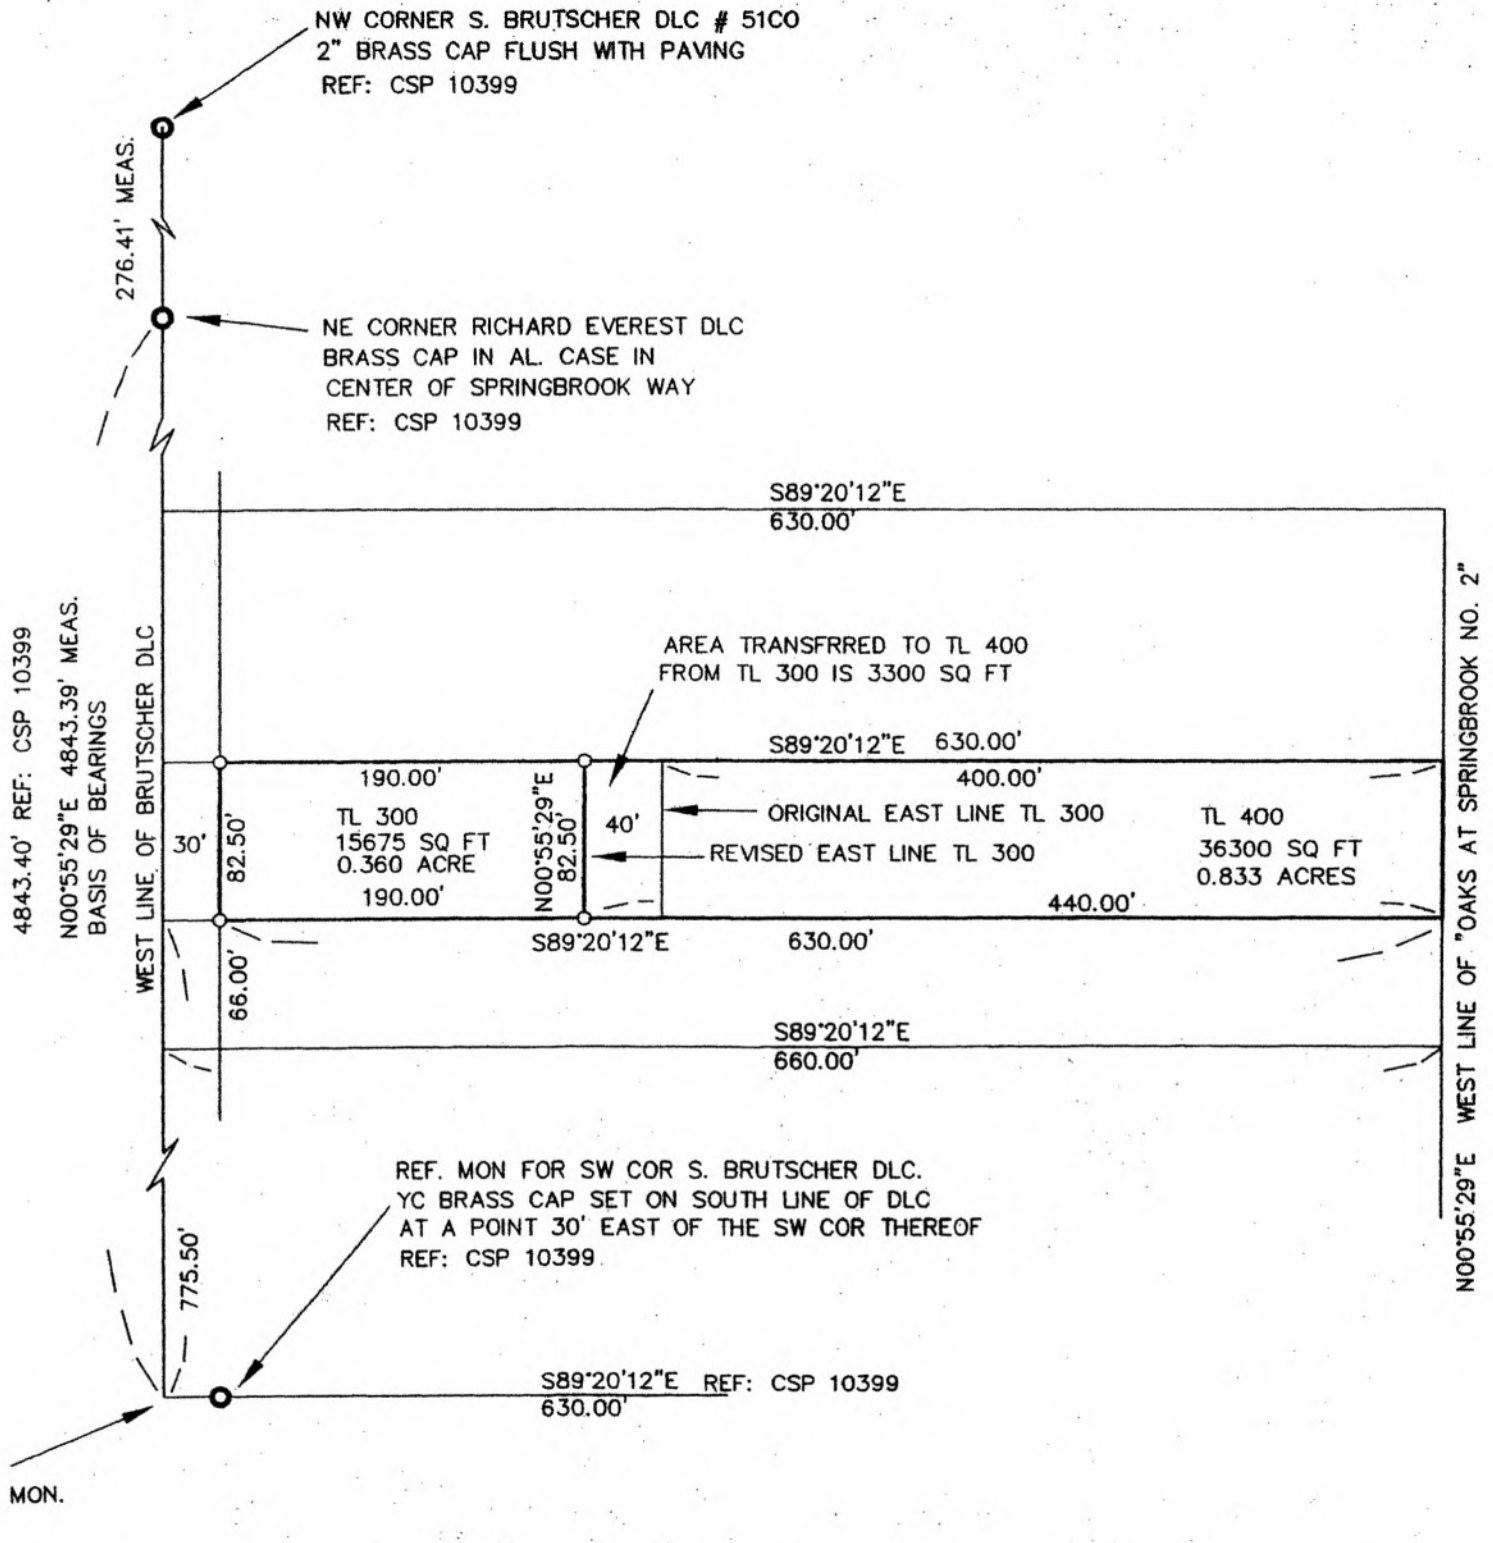 NW CORNER S. BRUTSCHER DLC # 51CO
2" BRASS CAP FLUSH WITH PAVING
REF: CSP 10399
276.41' MEAS.
NE CORNER RICHARD EVEREST DLC
BRASS CAP IN AL. CASE IN
CENTER OF SPRINGBROOK WAY
REF: CSP 10399
S89°20'12"E
630.00'
4843.40' REF: CSP 10399
N00°55'29"E 4843.39' MEAS.
BASIS OF BEARINGS
WEST LINE OF BRUTSCHER DLC
AREA TRANSFRRED TO TL 400
FROM TL 300 IS 3300 SQ FT
S89°20'12"E 630.00'
190.00'
400.00'
30'
82.50'
TL 300
15675 SQ FT
0.360 ACRE
190.00'
N00°55'29"E
82.50'
40'
ORIGINAL EAST LINE TL 300
REVISED EAST LINE TL 300
TL 400
36300 SQ FT
0.833 ACRES
440.00'
S89°20'12"E 630.00'
66.00'
S89°20'12"E
660.00'
N00°55'29"E WEST LINE OF "OAKS AT SPRINGBROOK NO. 2"
REF. MON FOR SW COR S. BRUTSCHER DLC.
YC BRASS CAP SET ON SOUTH LINE OF DLC
AT A POINT 30' EAST OF THE SW COR THEREOF
REF: CSP 10399
775.50'
S89°20'12"E REF: CSP 10399
630.00'
MON.